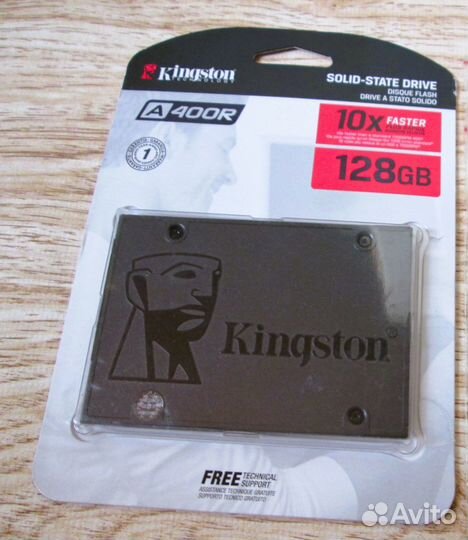 Kingston
TECHNOLOGY
SOLID-STATE DRIVE
DISQUE FLASH
DRIVE A STATO SOLIDO
A400R
10x FASTER
1
128GB
Kingston®
FREE TECHNICAL
SUPPORT
ASSISTANCE TECHNIQUE GRATUITE
SUPPORTO TECNICO GRATUITO
Avito